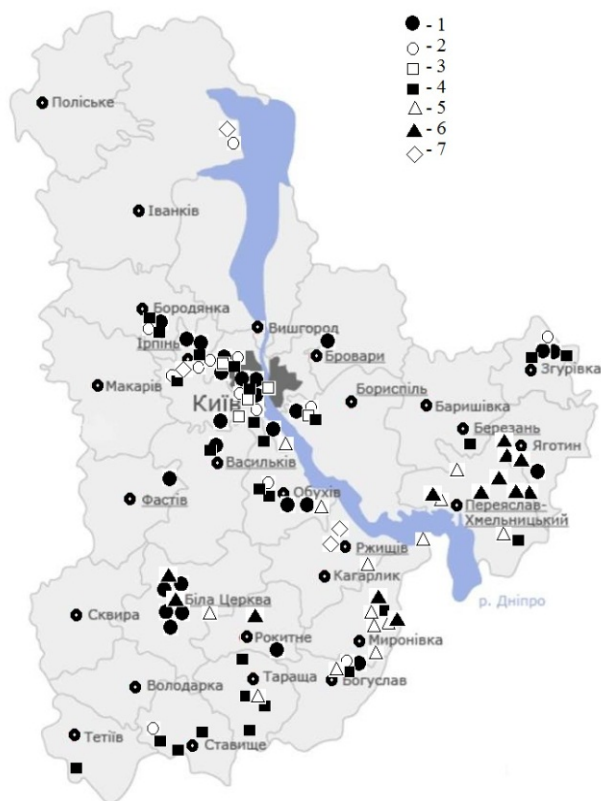 - 1
- 2
- 3
- 4
- 5
- 6
- 7
Поліське
Іванків
Бородянка
Вишгород
Ірпінь
Бровари
Згурівка
Макарів
Київ
Бориспіль
Баришівка
Березань
Яготин
Васильків
Фастів
Обухів
Переяслав-
Хмельницький
Ржищів
Кагарлик
Біла Церква
р. Дніпро
Сквира
Рокитне
Миронівка
Володарка
Тараща
Богуслав
Тетіїв
Ставище